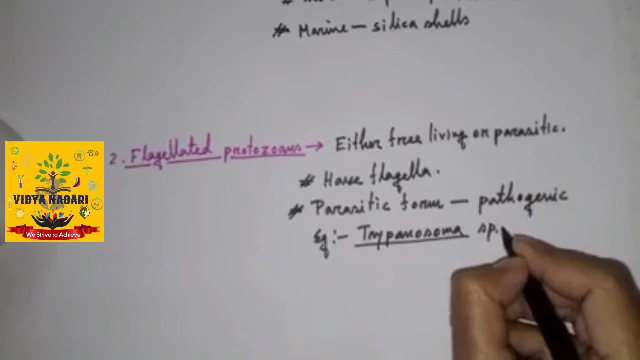 # Marine – silica shells
2. Flagellated protozoans → Either free living or parasitic.
# Have flagella.
# Parasitic form – pathogenic
Eg :- Trypanosoma sp.
VIDYA NAGARI
We Strive to Achieve